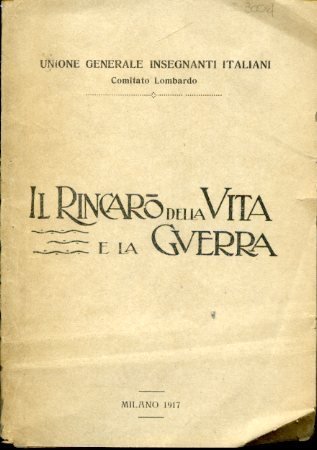 UNIONE GENERALE INSEGNANTI ITALIANI
Comitato Lombardo
IL RINCARŌ DELLA VITA
E LA GVERRA
MILANO 1917